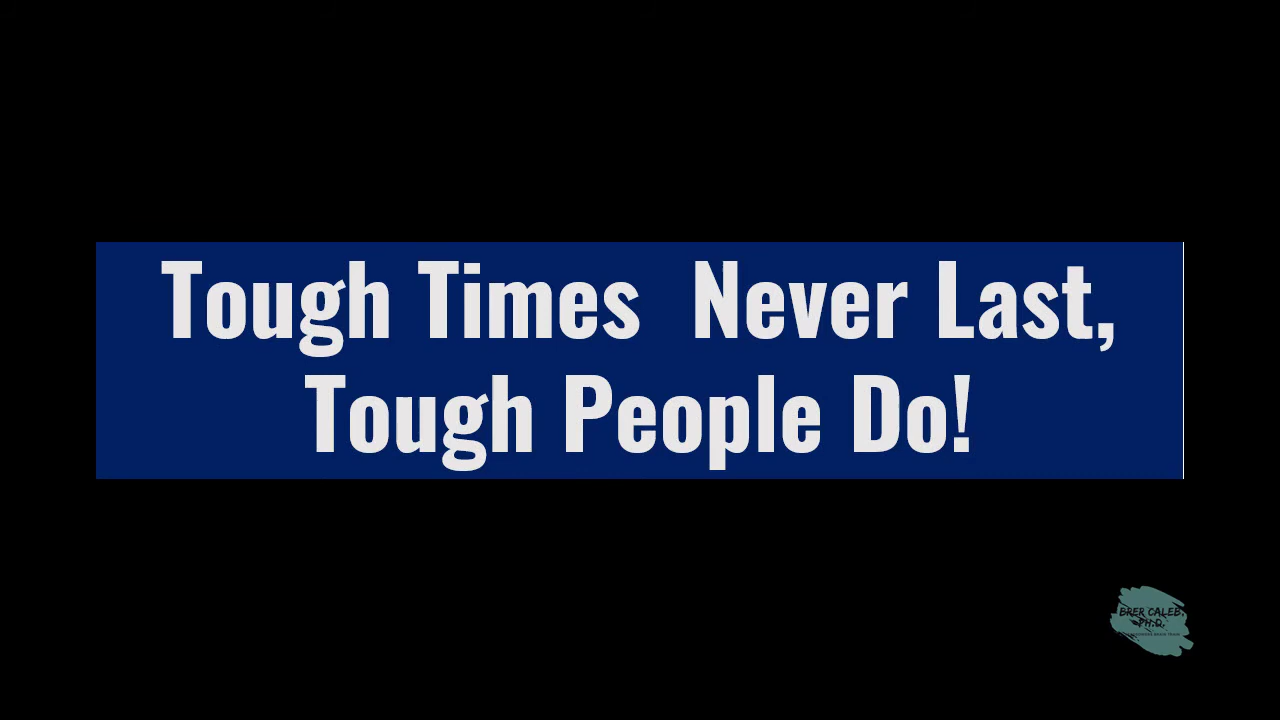 Tough Times  Never Last,
Tough People Do!
BRER CALEB,
PH.D.